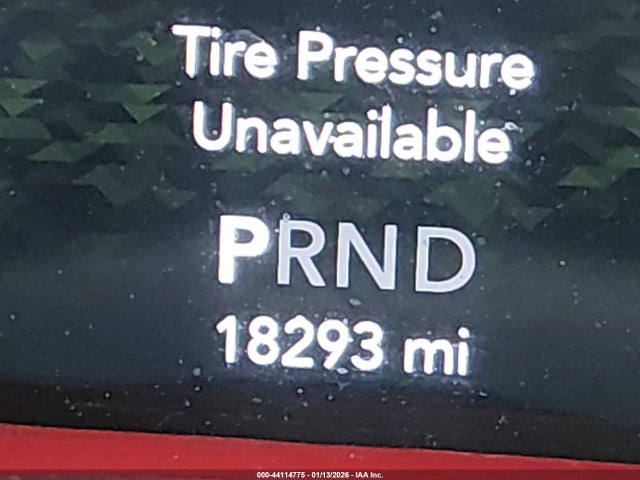 Tire Pressure
Unavailable
PRND
18293 mi
000-44114775 - 01/13/2026 - IAA Inc.